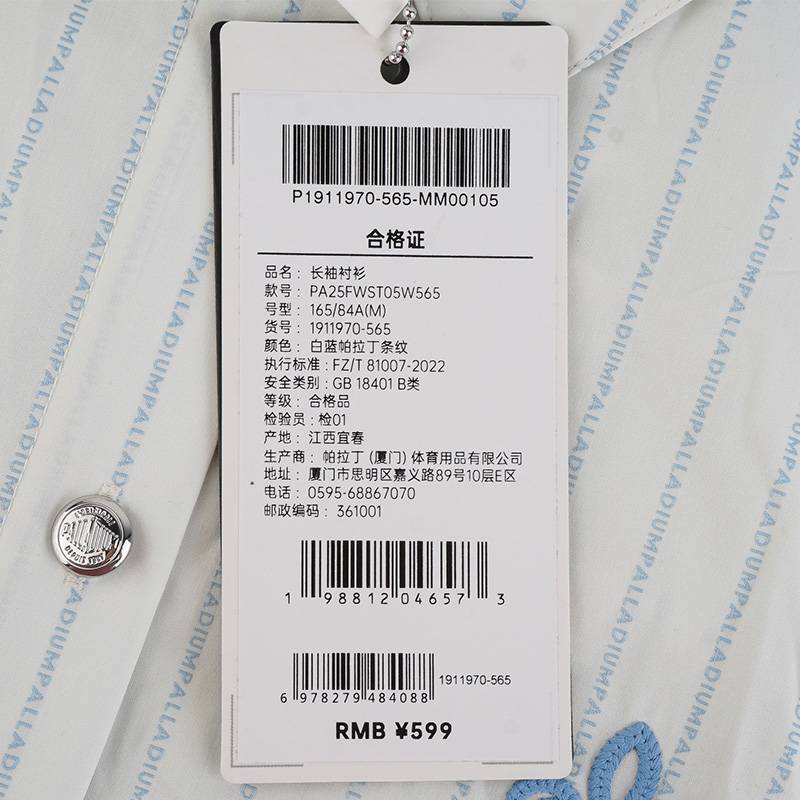 P1911970-565-MM00105
合格证
品名：长袖衬衫
款号：PA25FWST05W565
号型：165/84A(M)
货号：1911970-565
颜色：白蓝帕拉丁条纹
执行标准：FZ/T 81007-2022
安全类别：GB 18401 B类
等级：合格品
检验员：检01
产地：江西宜春
生产商：帕拉丁 (厦门) 体育用品有限公司
地址：厦门市思明区嘉义路89号10层E区
电话：0595-68867070
邮政编码：361001
1 98812 04657 3
1911970-565
6 978279 484088
RMB ¥599
PALLADIUMPALLADIUMPALLADIUM
PALLADIUM